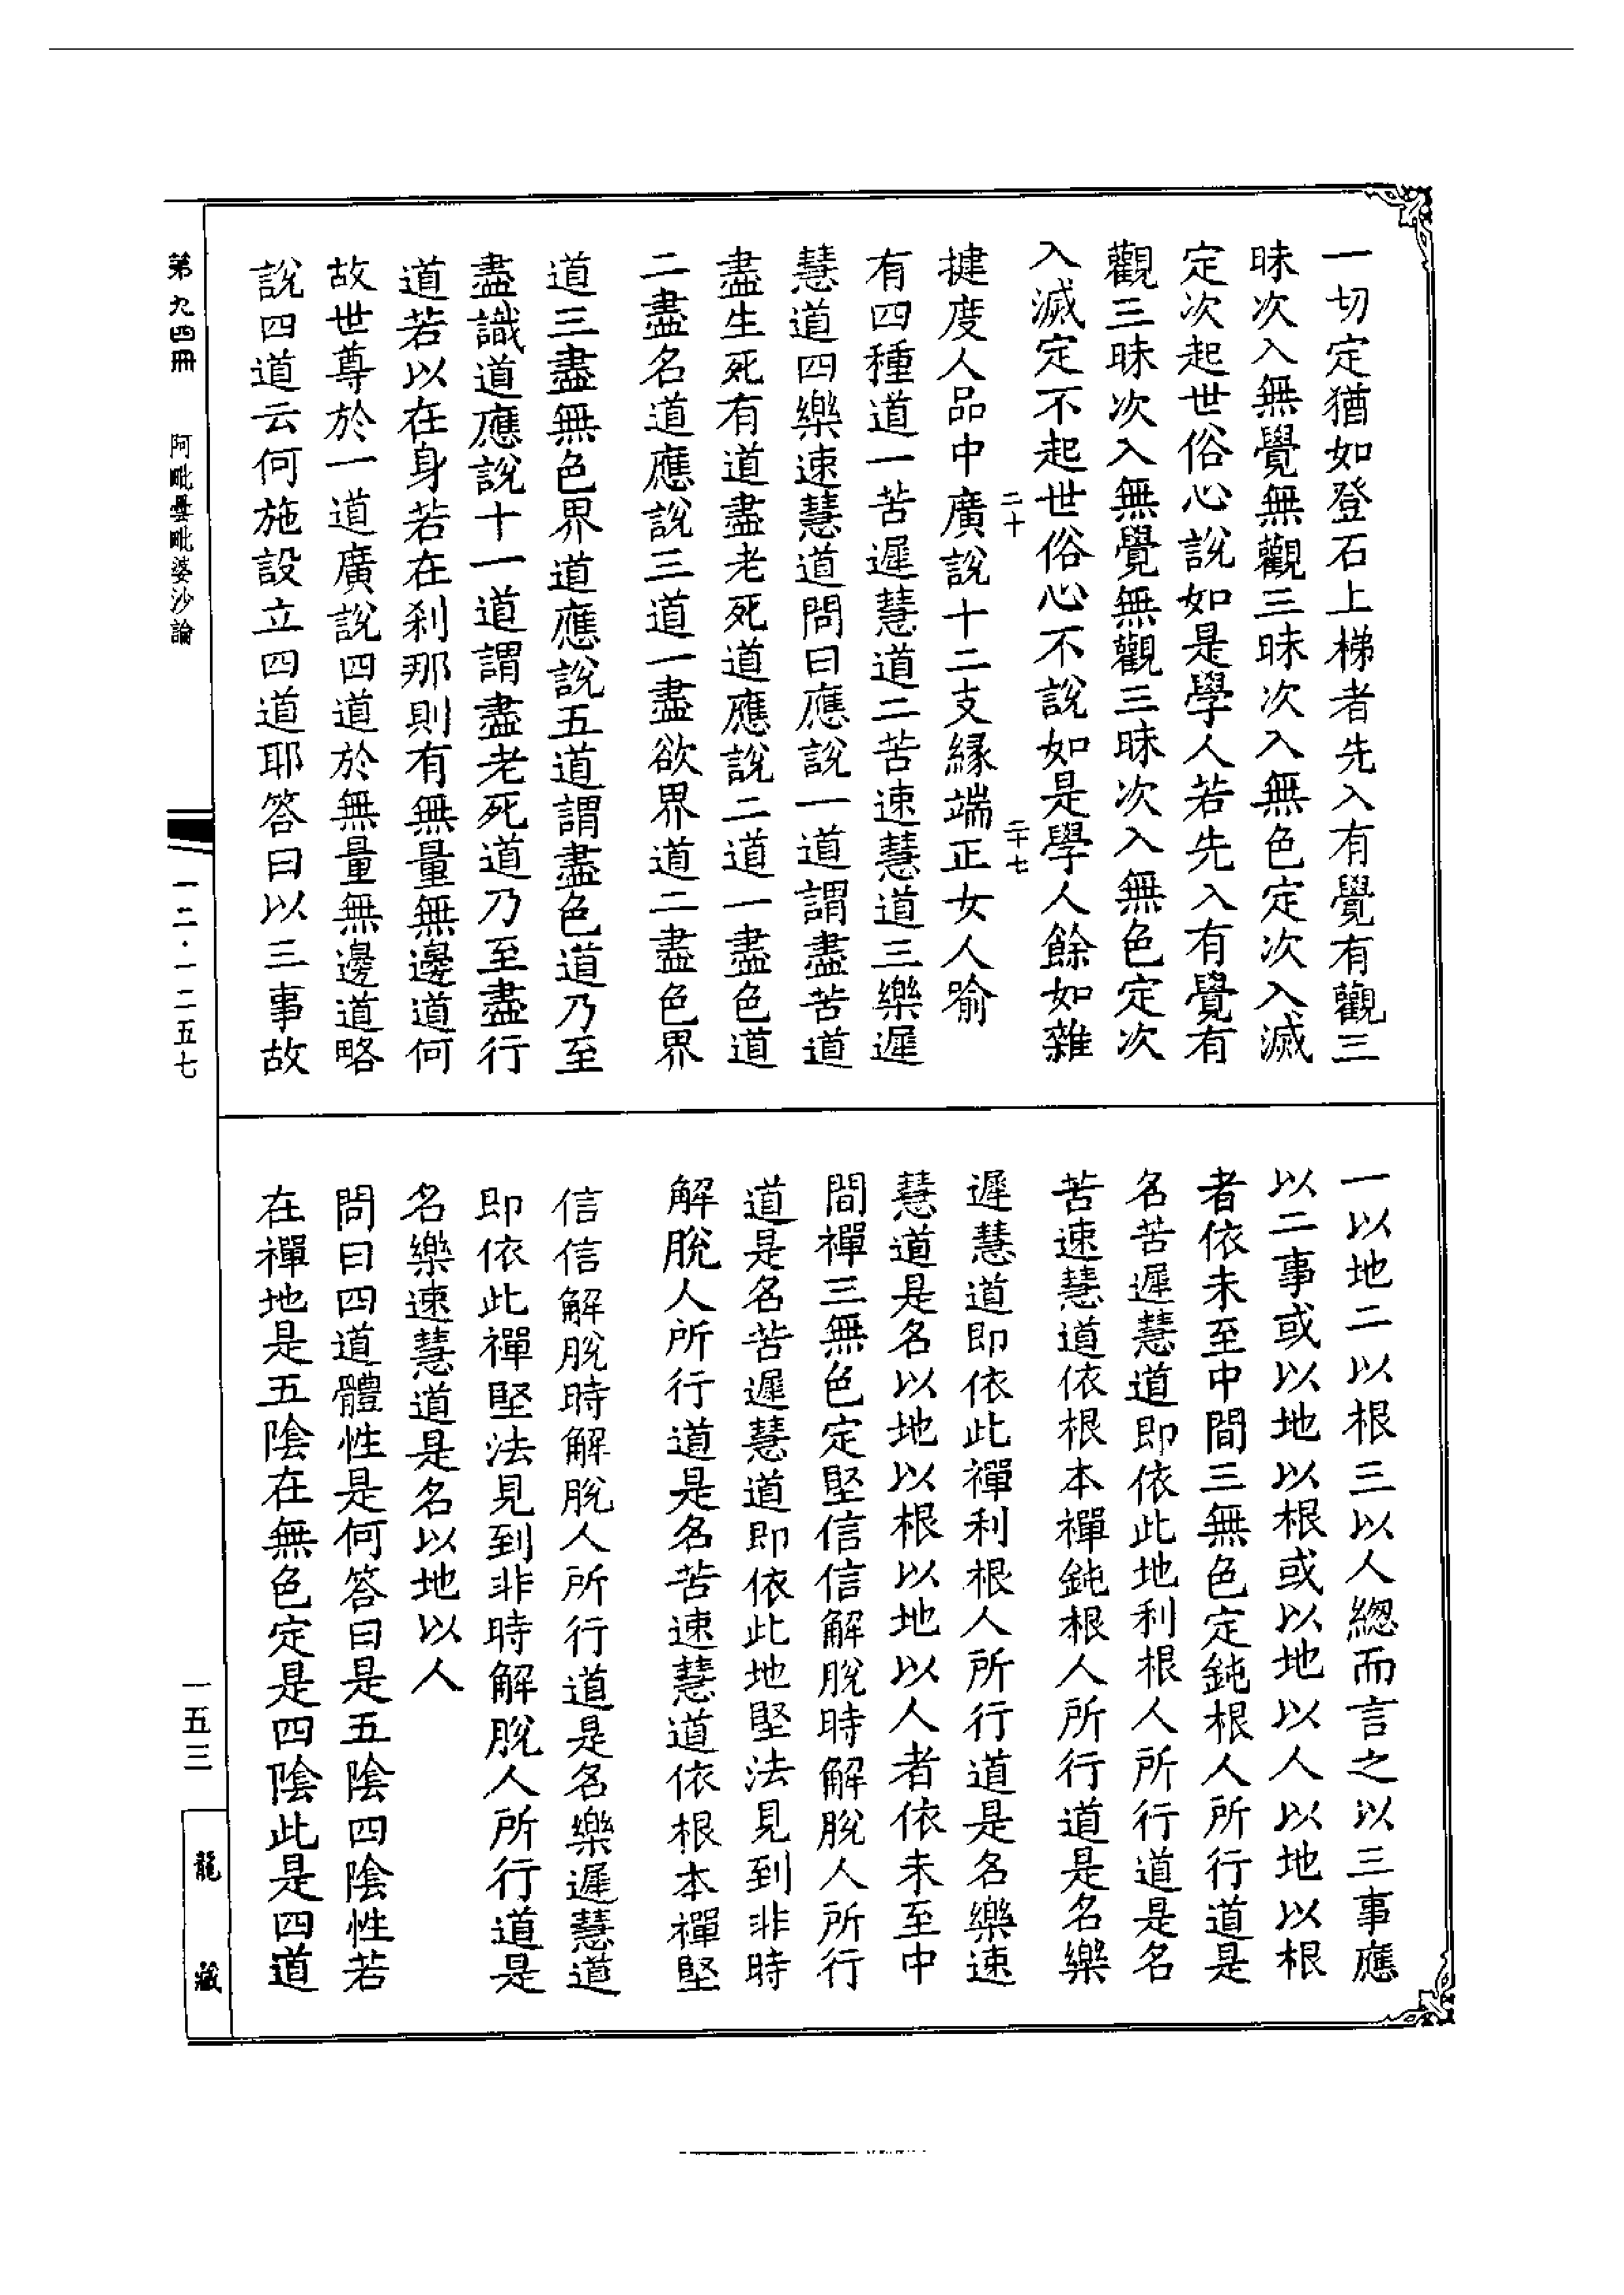 一切定猶如登石上梯者先入有覺有觀三
昧次入無覺無觀三昧次入無色定次入滅
定次起世俗心說如是學人若先入有覺有
觀三昧次入無覺無觀三昧次入無色定次
入滅定不起世俗心不說如是學人餘如雜
揵度人品中廣說十二支緣端正女人喻
二十
二十七
有四種道一苦遲慧道二苦速慧道三樂遲
慧道四樂速慧道問曰應說一道謂盡苦道
盡生死有道盡老死道應說二道一盡色道
二盡名道應說三道一盡欲界道二盡色界
道三盡無色界道應說五道謂盡色道乃至
盡識道應說十一道謂盡老死道乃至盡行
道若以在身若在剎那則有無量無邊道何
故世尊於一道廣說四道於無量無邊道略
說四道云何施設立四道耶答曰以三事故
一以地二以根三以人總而言之以三事應
以二事或以地以根或以地以人以地以根
者依未至中間三無色定鈍根人所行道是
名苦遲慧道即依此地利根人所行道是名
苦速慧道依根本禪鈍根人所行道是名樂
遲慧道即依此禪利根人所行道是名樂速
慧道是名以地以根以地以人者依未至中
間禪三無色定堅信信解脫時解脫人所行
道是名苦遲慧道即依此地堅法見到非時
解脫人所行道是名苦速慧道依根本禪堅
信信解脫時解脫人所行道是名樂遲慧道
即依此禪堅法見到非時解脫人所行道是
名樂速慧道是名以地以人
問曰四道體性是何答曰是五陰四陰性若
在禪地是五陰在無色定是四陰此是四道
第九四冊 阿毗曇毗婆沙論
一二·一二五七
一五三
龍藏